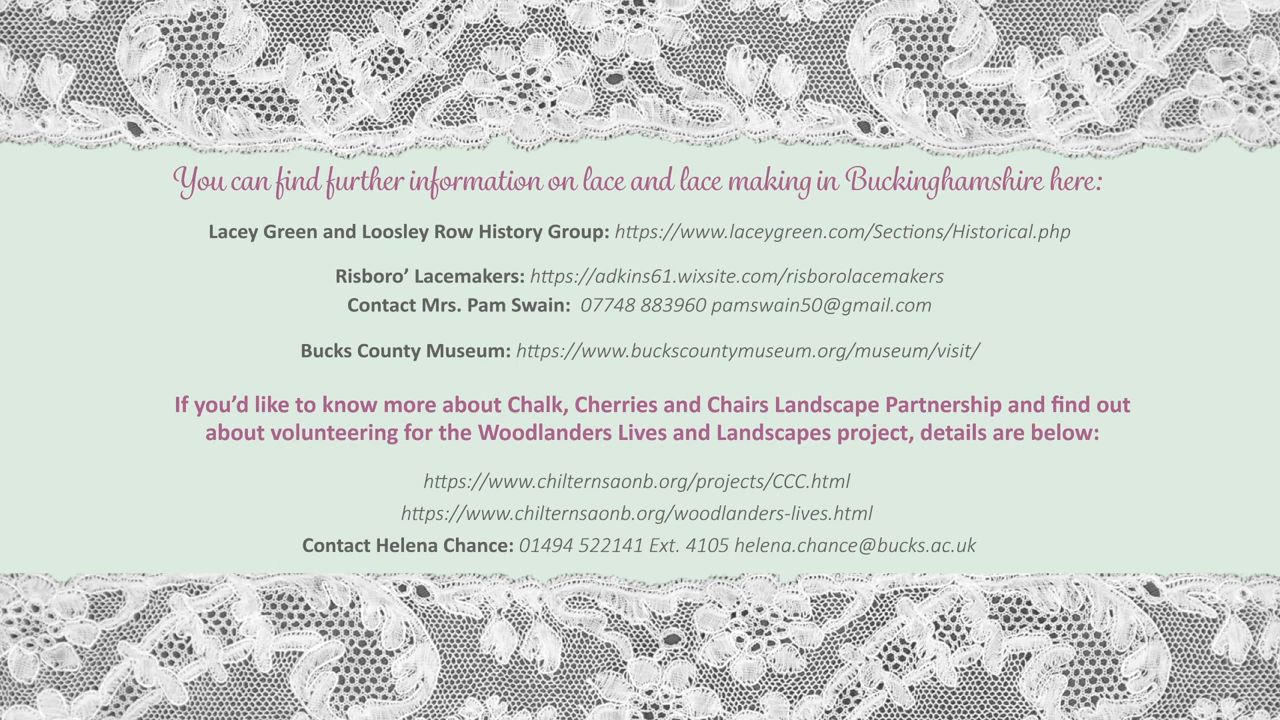 You can find further information on lace and lace making in Buckinghamshire here:
Lacey Green and Loosley Row History Group: https://www.laceygreen.com/Sections/Historical.php
Risboro’ Lacemakers: https://adkins61.wixsite.com/risborolacemakers
Contact Mrs. Pam Swain: 07748 883960 pamswain50@gmail.com
Bucks County Museum: https://www.buckscountymuseum.org/museum/visit/
If you’d like to know more about Chalk, Cherries and Chairs Landscape Partnership and find out
about volunteering for the Woodlanders Lives and Landscapes project, details are below:
https://www.chilternsaonb.org/projects/CCC.html
https://www.chilternsaonb.org/woodlanders-lives.html
Contact Helena Chance: 01494 522141 Ext. 4105 helena.chance@bucks.ac.uk